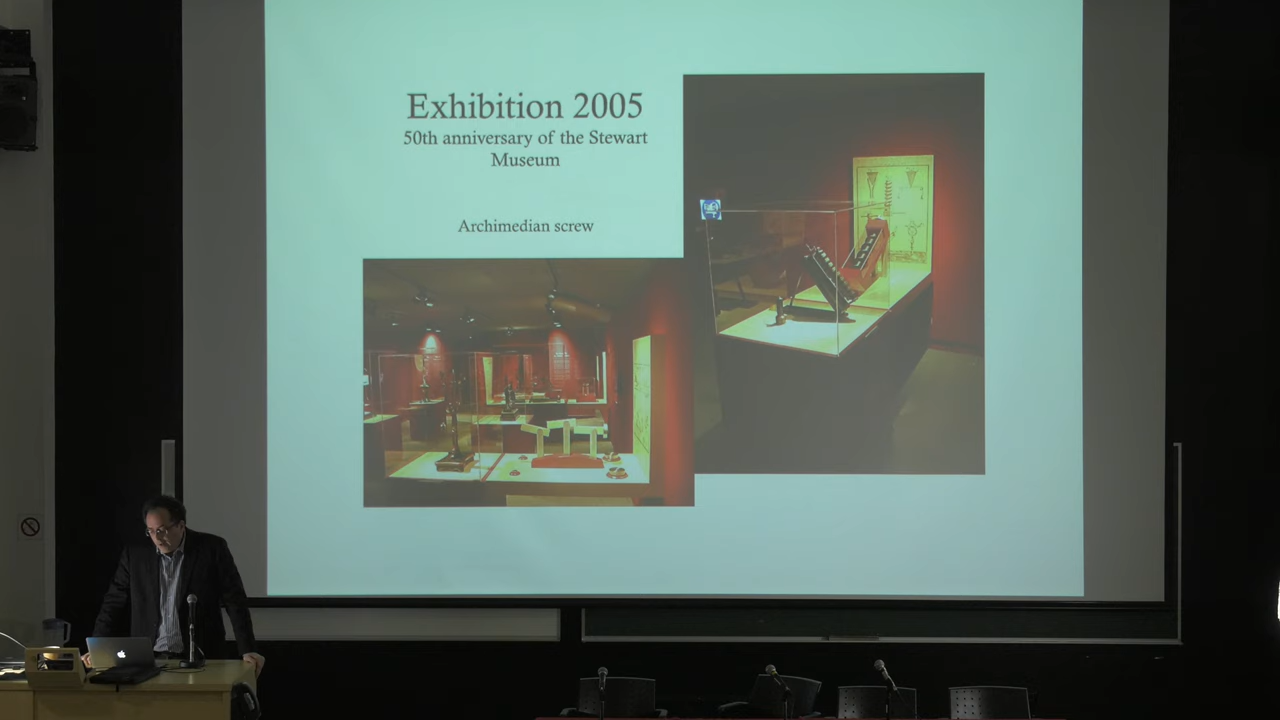 Exhibition 2005
50th anniversary of the Stewart
Museum
Archimedian screw